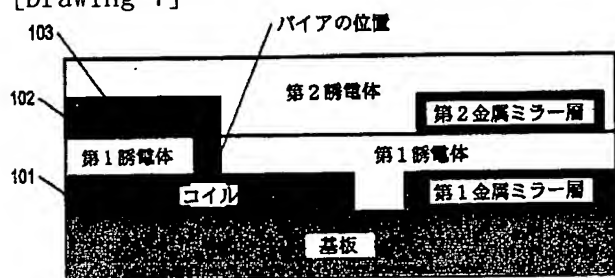 [Drawing 7]
103
バイアの位置
102
第2誘電体
第2金属ミラー層
第1誘電体
第1誘電体
101
コイル
第1金属ミラー層
基板